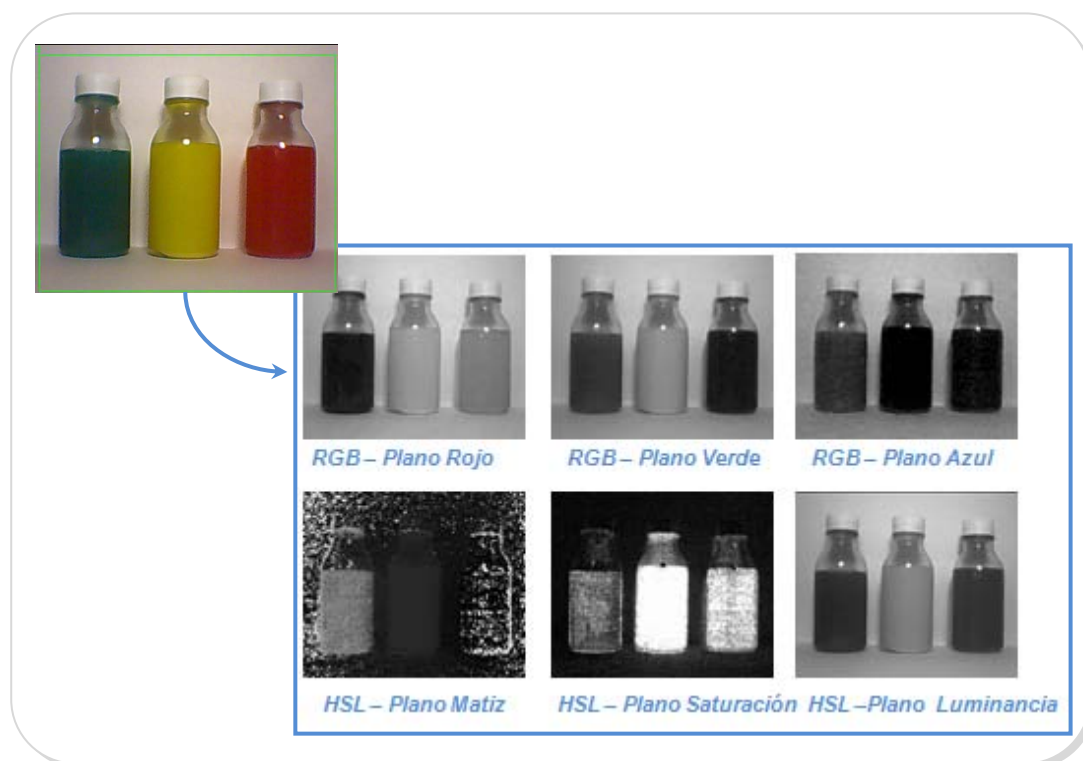 RGB – Plano Rojo
RGB – Plano Verde
RGB – Plano Azul
HSL – Plano Matiz
HSL – Plano Saturación
HSL –Plano Luminancia